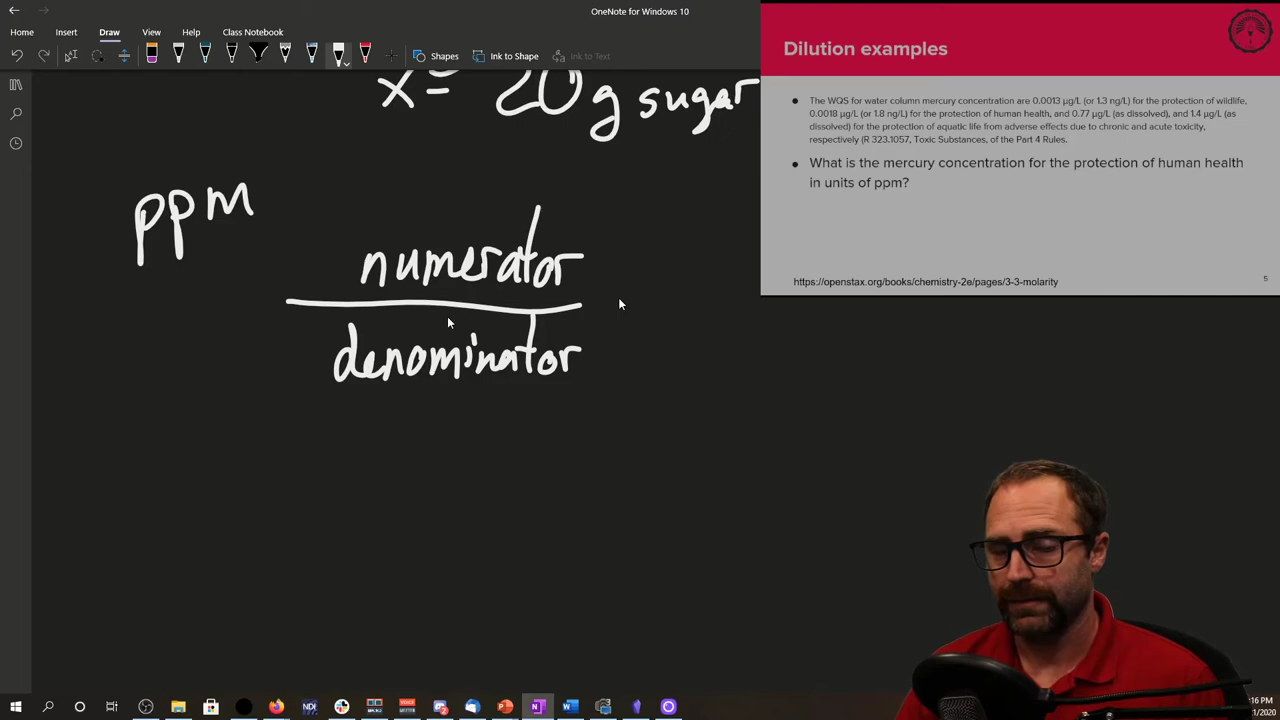 OneNote for Windows 10
Home Insert Draw View Help Class Notebook
Shapes Ink to Shape Ink to Text
x = 20g sugar
ppm
numerator
denominator
Dilution examples
The WQS for water column mercury concentration are 0.0013 µg/L (or 1.3 ng/L) for the protection of wildlife,
0.0018 µg/L (or 1.8 ng/L) for the protection of human health, and 0.77 µg/L (as dissolved), and 1.4 µg/L (as
dissolved) for the protection of aquatic life from adverse effects due to chronic and acute toxicity,
respectively (R 323.1057, Toxic Substances, of the Part 4 Rules.
What is the mercury concentration for the protection of human health
in units of ppm?
https://openstax.org/books/chemistry-2e/pages/3-3-molarity
5
:16 PM
1/2020